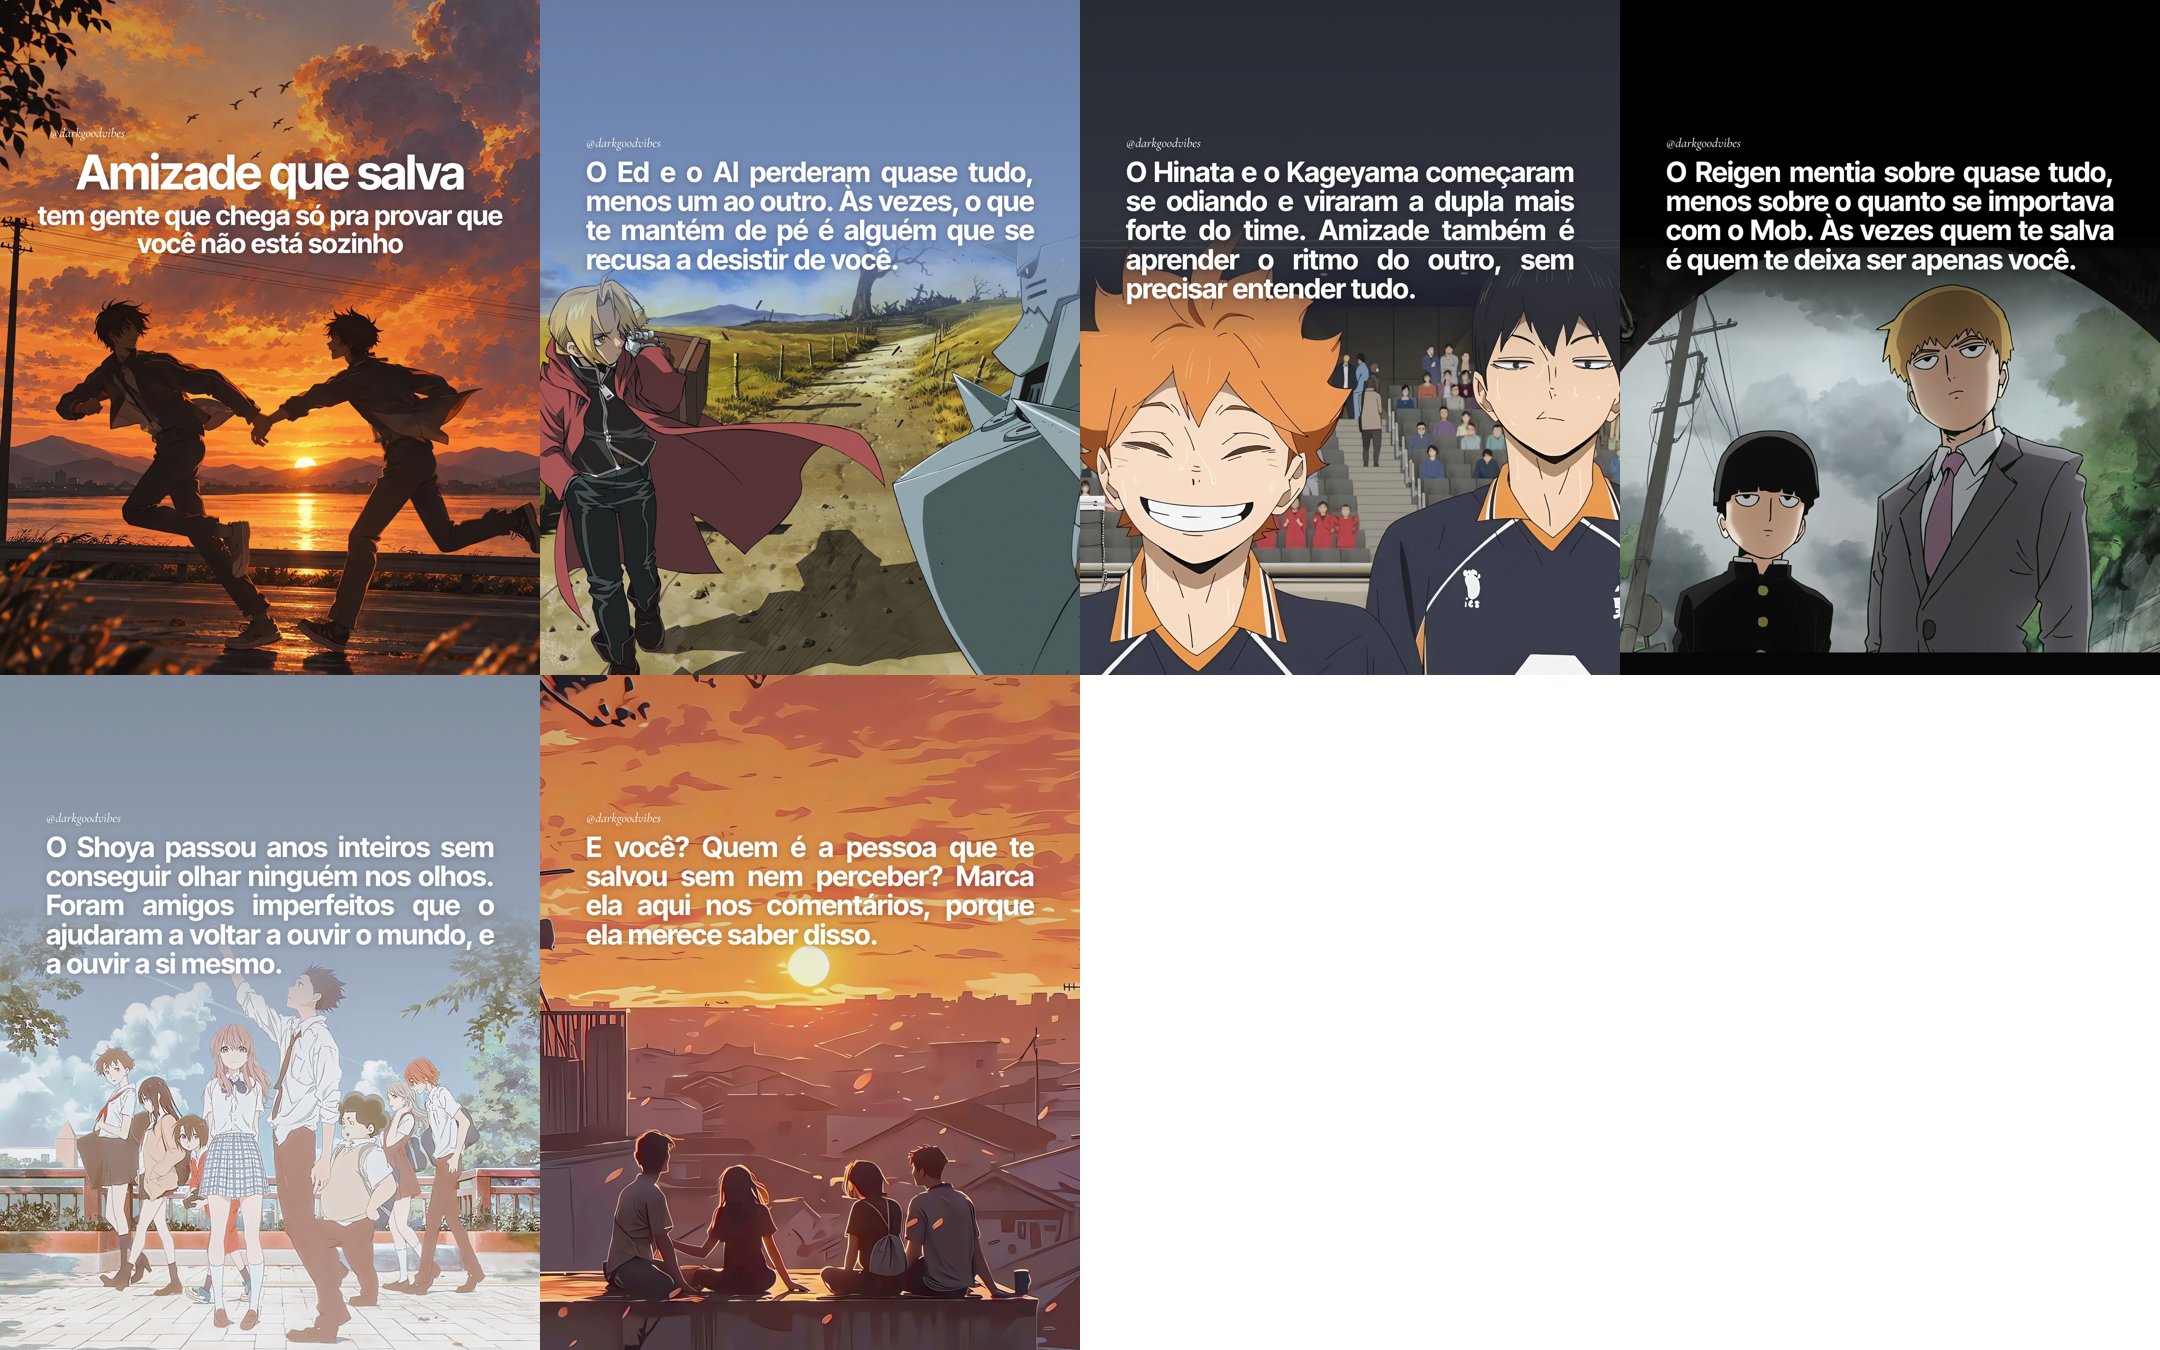 @darkgoodvibes
Amizade que salva
tem gente que chega só pra provar que
você não está sozinho
@darkgoodvibes
O Ed e o Al perderam quase tudo,
menos um ao outro. Às vezes, o que
te mantém de pé é alguém que se
recusa a desistir de você.
@darkgoodvibes
O Hinata e o Kageyama começaram
se odiando e viraram a dupla mais
forte do time. Amizade também é
aprender o ritmo do outro, sem
precisar entender tudo.
@darkgoodvibes
O Reigen mentia sobre quase tudo,
menos sobre o quanto se importava
com o Mob. Às vezes quem te salva
é quem te deixa ser apenas você.
@darkgoodvibes
O Shoya passou anos inteiros sem
conseguir olhar ninguém nos olhos.
Foram amigos imperfeitos que o
ajudaram a voltar a ouvir o mundo, e
a ouvir a si mesmo.
@darkgoodvibes
E você? Quem é a pessoa que te
salvou sem nem perceber? Marca
ela aqui nos comentários, porque
ela merece saber disso.